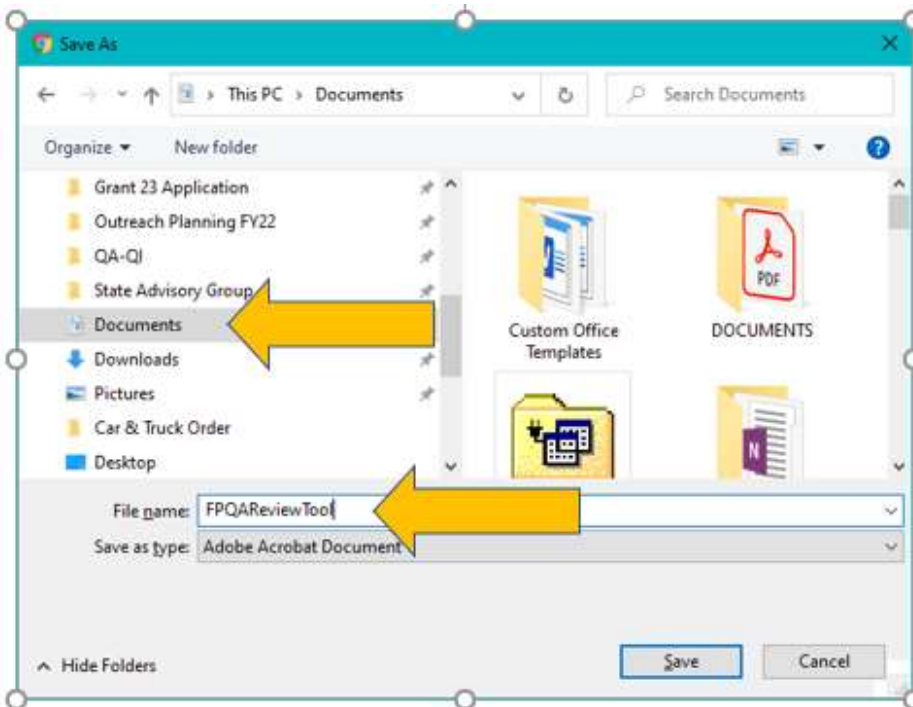 Save As
This PC > Documents
Search Documents
Organize
New folder
Grant 23 Application
Outreach Planning FY22
QA-QI
State Advisory Group
Documents
Downloads
Pictures
Car & Truck Order
Desktop
Custom Office
Templates
PDF
DOCUMENTS
N
File name: FPQAReviewTool
Save as type: Adobe Acrobat Document
Hide Folders
Save
Cancel